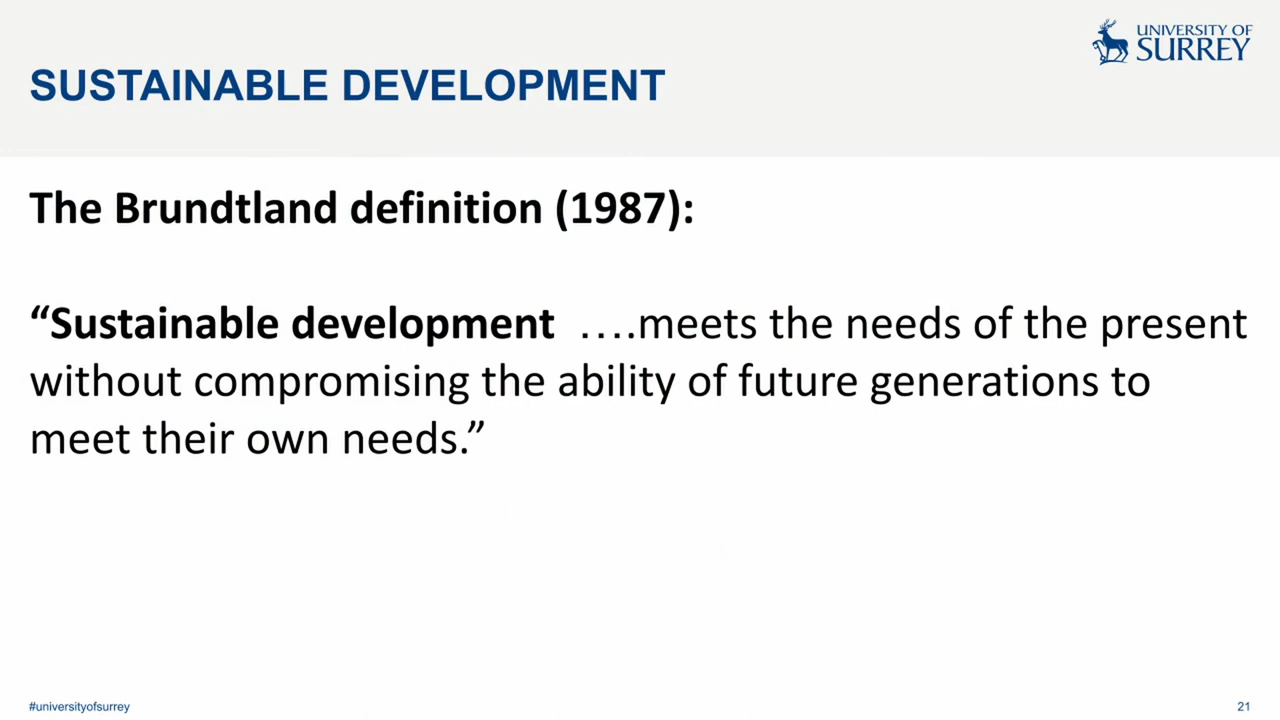 UNIVERSITY OF
SURREY
SUSTAINABLE DEVELOPMENT
The Brundtland definition (1987):
“Sustainable development ….meets the needs of the present
without compromising the ability of future generations to
meet their own needs.”
#universityofsurrey
21